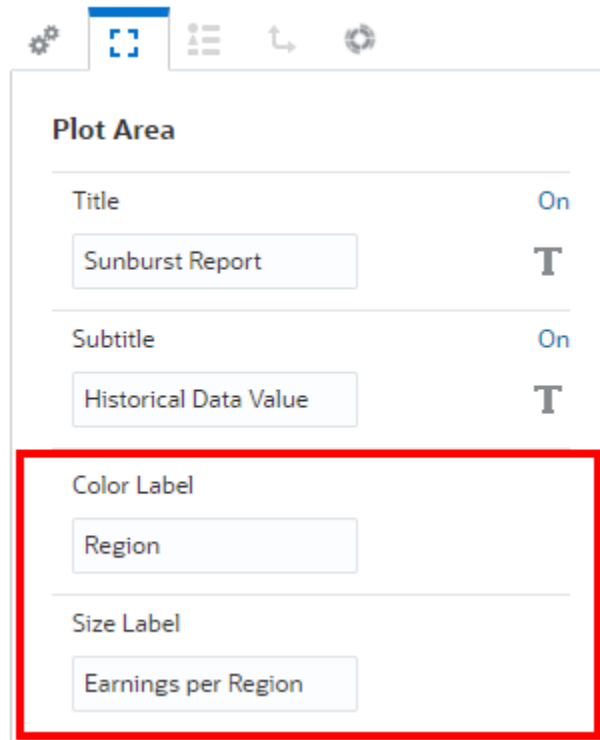 Plot Area
Title On
Sunburst Report T
Subtitle On
Historical Data Value T
Color Label
Region
Size Label
Earnings per Region